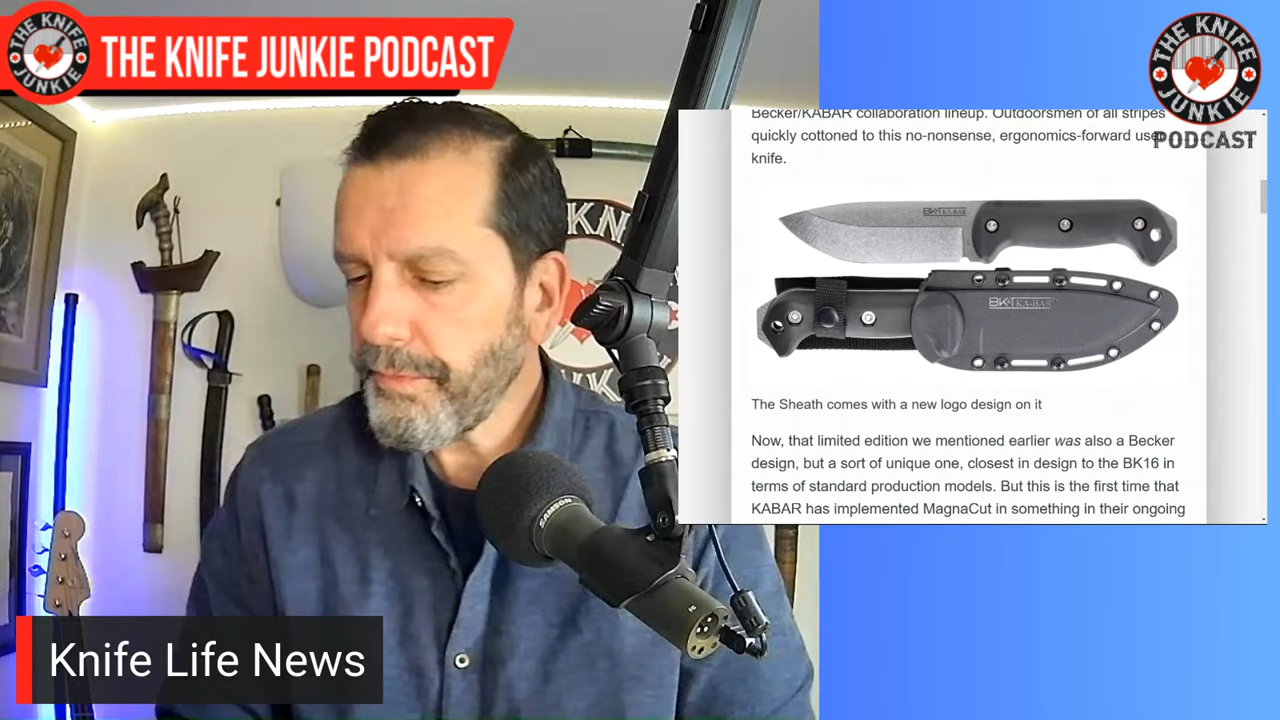 THE KNIFE JUNKIE
THE KNIFE JUNKIE PODCAST
THE KNIFE JUNKIE
PODCAST
Becker/KABAR collaboration lineup. Outdoorsmen of all stripes
quickly cottoned to this no-nonsense, ergonomics-forward user
knife.
BK&T KA-BAR
BK&T KA-BAR
The Sheath comes with a new logo design on it
Now, that limited edition we mentioned earlier was also a Becker
design, but a sort of unique one, closest in design to the BK16 in
terms of standard production models. But this is the first time that
KABAR has implemented MagnaCut in something in their ongoing
SAMSON
Knife Life News